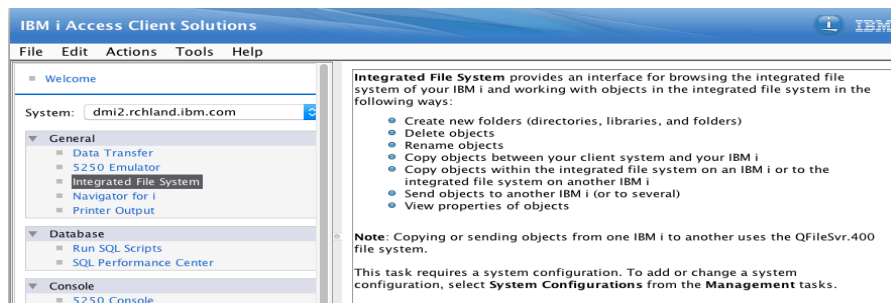 IBM i Access Client Solutions
i IBM
File Edit Actions Tools Help
Welcome
System: dmi2.rchland.ibm.com
General
Data Transfer
5250 Emulator
Integrated File System
Navigator for i
Printer Output
Database
Run SQL Scripts
SQL Performance Center
Console
5250 Console
Integrated File System provides an interface for browsing the integrated file
system of your IBM i and working with objects in the integrated file system in the
following ways:
Create new folders (directories, libraries, and folders)
Delete objects
Rename objects
Copy objects between your client system and your IBM i
Copy objects within the integrated file system on an IBM i or to the
integrated file system on another IBM i
Send objects to another IBM i (or to several)
View properties of objects
Note: Copying or sending objects from one IBM i to another uses the QFileSvr.400
file system.
This task requires a system configuration. To add or change a system
configuration, select System Configurations from the Management tasks.